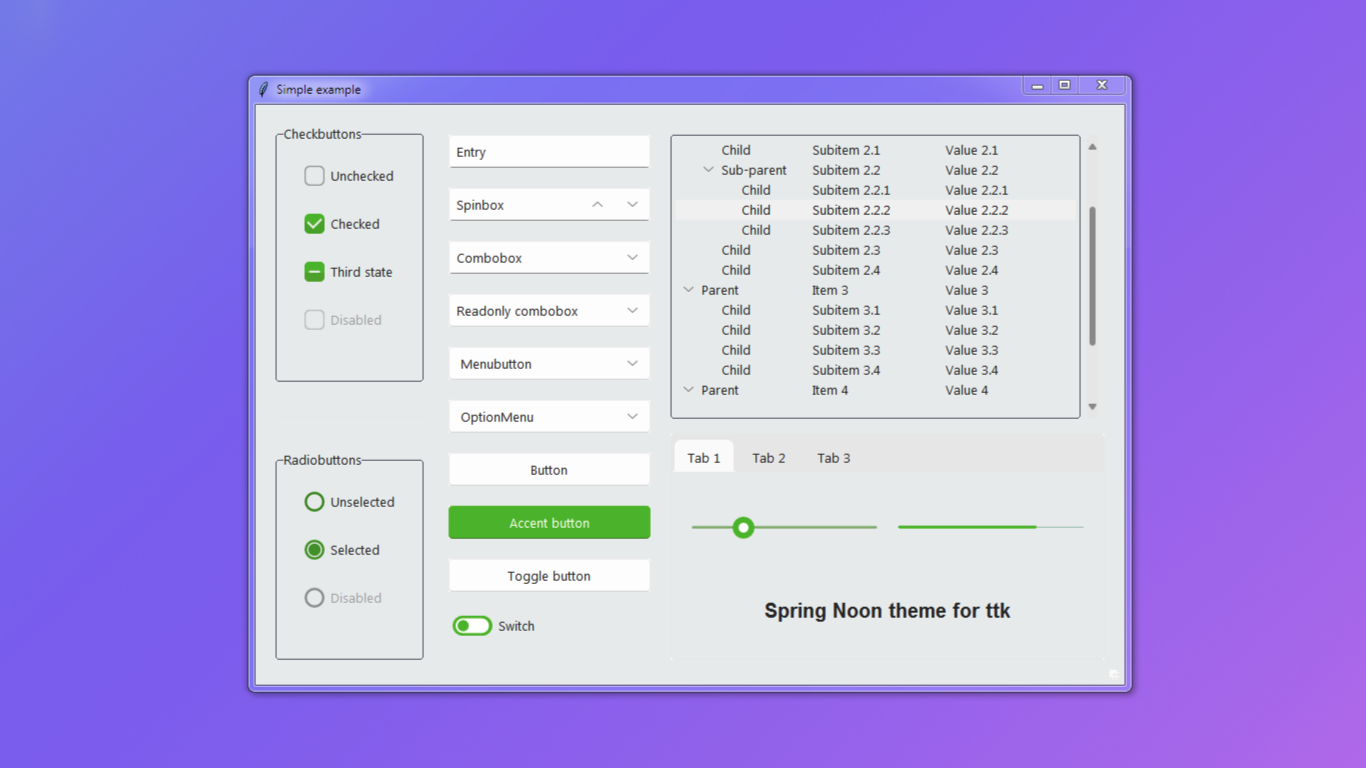 Simple example
Checkbuttons
Unchecked
Checked
Third state
Disabled
Radiobuttons
Unselected
Selected
Disabled
Entry
Spinbox
Combobox
Readonly combobox
Menubutton
OptionMenu
Button
Accent button
Toggle button
Switch
Child Subitem 2.1 Value 2.1
Sub-parent Subitem 2.2 Value 2.2
Child Subitem 2.2.1 Value 2.2.1
Child Subitem 2.2.2 Value 2.2.2
Child Subitem 2.2.3 Value 2.2.3
Child Subitem 2.3 Value 2.3
Child Subitem 2.4 Value 2.4
Parent Item 3 Value 3
Child Subitem 3.1 Value 3.1
Child Subitem 3.2 Value 3.2
Child Subitem 3.3 Value 3.3
Child Subitem 3.4 Value 3.4
Parent Item 4 Value 4
Tab 1 Tab 2 Tab 3
Spring Noon theme for ttk